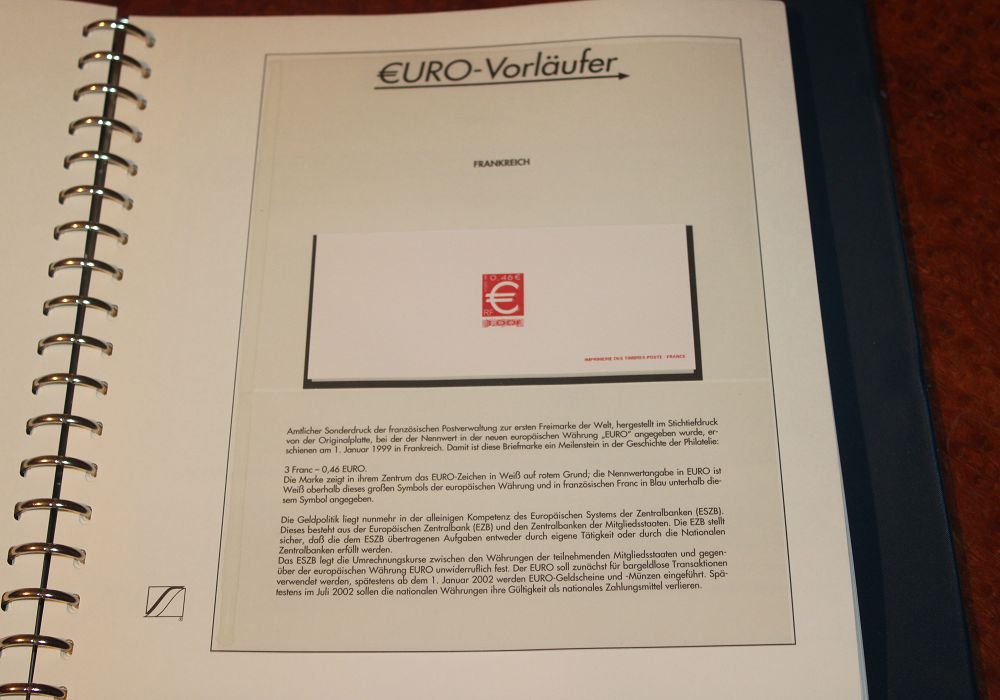 €URO-Vorläufer
FRANKREICH
0,46€
€
RF
3,00F
IMPRIMERIE DES TIMBRES-POSTE - FRANCE
Amtlicher Sonderdruck der französischen Postverwaltung zur ersten Freimarke der Welt, hergestellt im Stichtiefdruck
von der Originalplatte, bei der der Nennwert in der neuen europäischen Währung „EURO" angegeben wurde, er-
schienen am 1. Januar 1999 in Frankreich. Damit ist diese Briefmarke ein Meilenstein in der Geschichte der Philatelie:
3 Franc – 0,46 EURO.
Die Marke zeigt in ihrem Zentrum das EURO-Zeichen in Weiß auf rotem Grund; die Nennwertangabe in EURO ist
Weiß oberhalb dieses großen Symbols der europäischen Währung und in französischen Franc in Blau unterhalb die-
sem Symbol angegeben.
Die Geldpolitik liegt nunmehr in der alleinigen Kompetenz des Europäischen Systems der Zentralbanken (ESZB).
Dieses besteht aus der Europäischen Zentralbank (EZB) und den Zentralbanken der Mitgliedsstaaten. Die EZB stellt
sicher, daß die dem ESZB übertragenen Aufgaben entweder durch eigene Tätigkeit oder durch die Nationalen
Zentralbanken erfüllt werden.
Das ESZB legt die Umrechnungskurse zwischen den Währungen der teilnehmenden Mitgliedsstaaten und gegen-
über der europäischen Währung EURO unwiderruflich fest. Der EURO soll zunächst für bargeldlose Transaktionen
verwendet werden, spätestens ab dem 1. Januar 2002 werden EURO-Geldscheine und -Münzen eingeführt. Spä-
testens im Juli 2002 sollen die nationalen Währungen ihre Gültigkeit als nationales Zahlungsmittel verlieren.